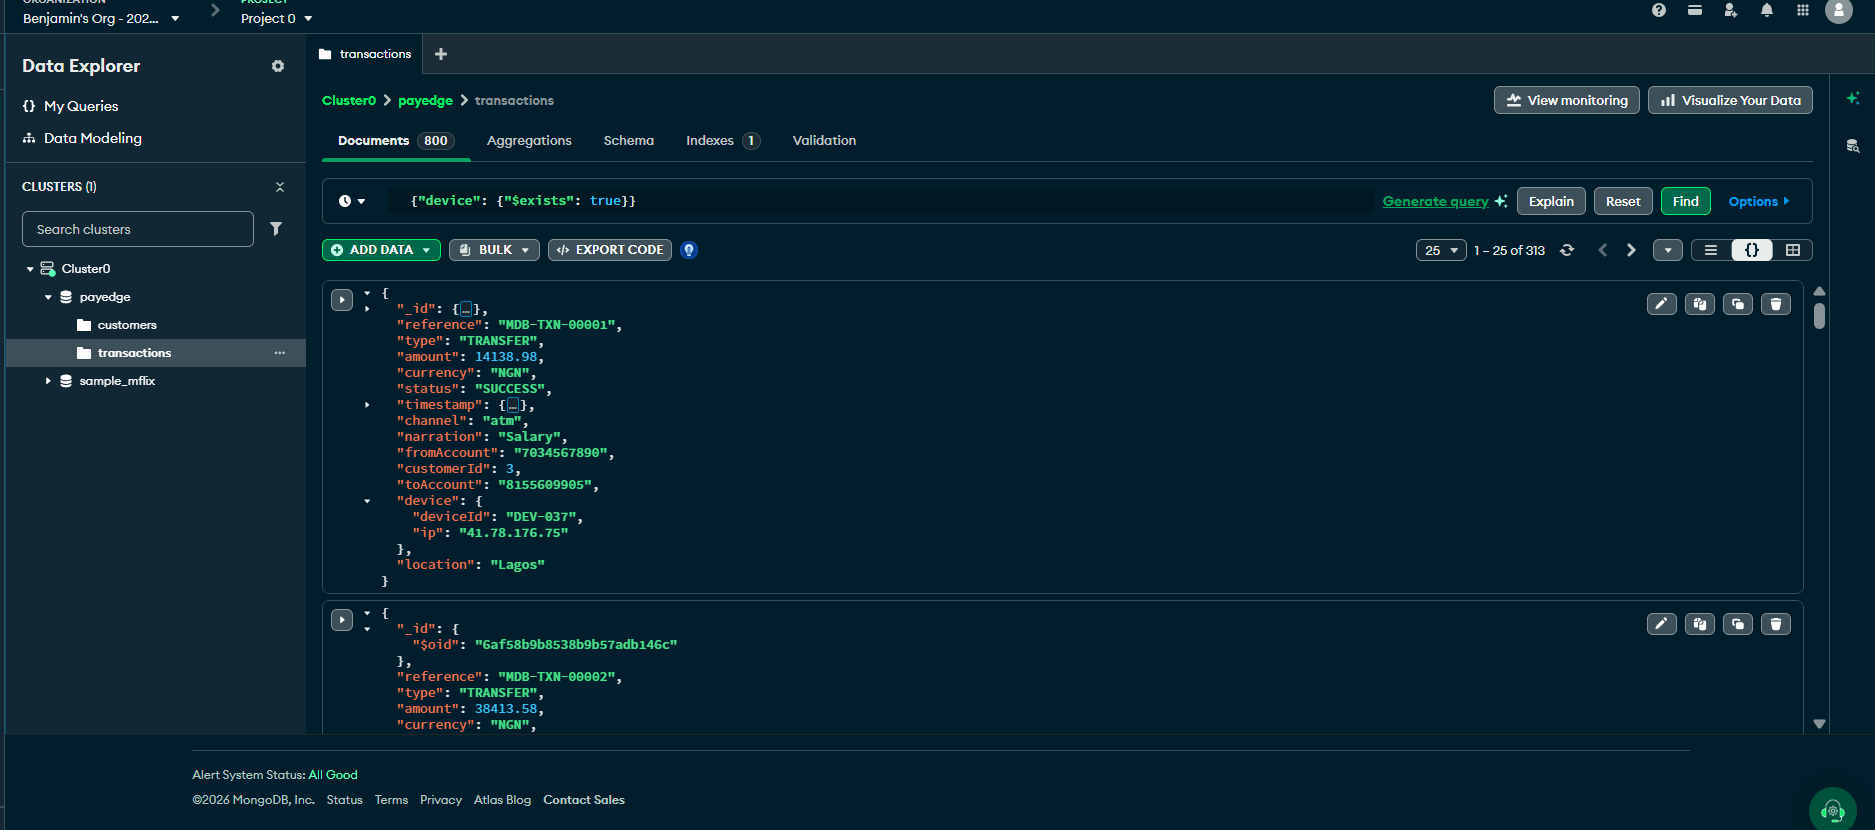 ORGANIZATION
PROJECT
Benjamin's Org - 202...
Project 0
Data Explorer
My Queries
Data Modeling
CLUSTERS (1)
Search clusters
Cluster0
payedge
customers
transactions
...
sample_mflix
transactions
Cluster0 > payedge > transactions
View monitoring
Visualize Your Data
Documents 800
Aggregations
Schema
Indexes 1
Validation
{"device": {"$exists": true}}
Generate query
Explain
Reset
Find
Options
ADD DATA
BULK
EXPORT CODE
25
1 – 25 of 313
{
"_id": {...},
"reference": "MDB-TXN-00001",
"type": "TRANSFER",
"amount": 14138.98,
"currency": "NGN",
"status": "SUCCESS",
"timestamp": {...},
"channel": "atm",
"narration": "Salary",
"fromAccount": "7034567890",
"customerId": 3,
"toAccount": "8155609905",
"device": {
"deviceId": "DEV-037",
"ip": "41.78.176.75"
},
"location": "Lagos"
}
{
"_id": {
"$oid": "6af58b9b8538b9b57adb146c"
},
"reference": "MDB-TXN-00002",
"type": "TRANSFER",
"amount": 38413.58,
"currency": "NGN",
Alert System Status: All Good
©2026 MongoDB, Inc. Status Terms Privacy Atlas Blog Contact Sales